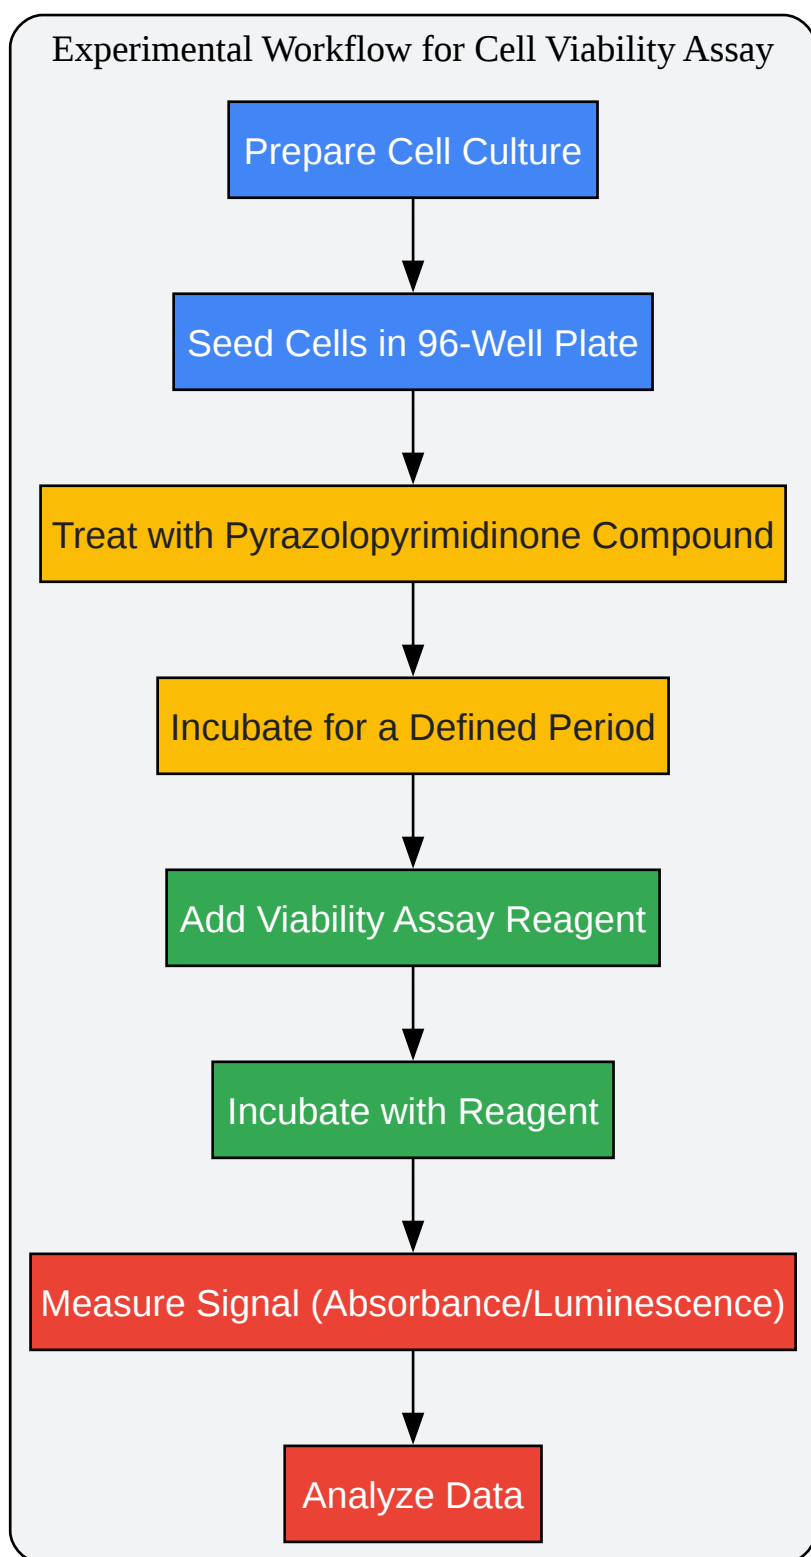 Experimental Workflow for Cell Viability Assay
Prepare Cell Culture
Seed Cells in 96-Well Plate
Treat with Pyrazolopyrimidinone Compound
Incubate for a Defined Period
Add Viability Assay Reagent
Incubate with Reagent
Measure Signal (Absorbance/Luminescence)
Analyze Data